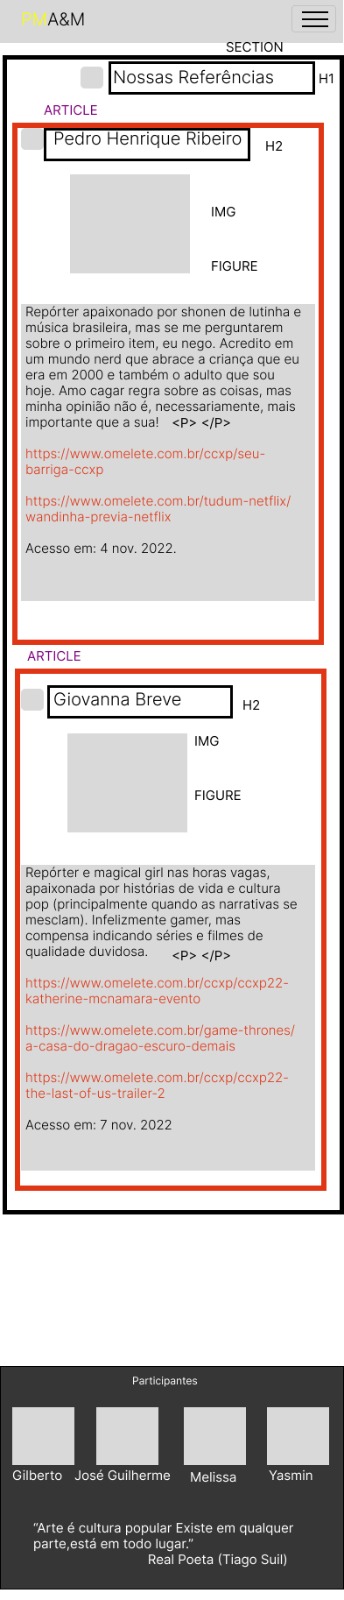 PMA&M
SECTION
Nossas Referências H1
ARTICLE
Pedro Henrique Ribeiro H2
IMG
FIGURE
Repórter apaixonado por shonen de lutinha e
música brasileira, mas se me perguntarem
sobre o primeiro item, eu nego. Acredito em
um mundo nerd que abrace a criança que eu
era em 2000 e também o adulto que sou
hoje. Amo cagar regra sobre as coisas, mas
minha opinião não é, necessariamente, mais
importante que a sua! <P> </P>
https://www.omelete.com.br/ccxp/seu-
barriga-ccxp
https://www.omelete.com.br/tudum-netflix/
wandinha-previa-netflix
Acesso em: 4 nov. 2022.
ARTICLE
Giovanna Breve H2
IMG
FIGURE
Repórter e magical girl nas horas vagas,
apaixonada por histórias de vida e cultura
pop (principalmente quando as narrativas se
mesclam). Infelizmente gamer, mas
compensa indicando séries e filmes de
qualidade duvidosa. <P> </P>
https://www.omelete.com.br/ccxp/ccxp22-
katherine-mcnamara-evento
https://www.omelete.com.br/game-thrones/
a-casa-do-dragao-escuro-demais
https://www.omelete.com.br/ccxp/ccxp22-
the-last-of-us-trailer-2
Acesso em: 7 nov. 2022
Participantes
Gilberto José Guilherme Melissa Yasmin
“Arte é cultura popular Existe em qualquer
parte,está em todo lugar.”
Real Poeta (Tiago Suil)